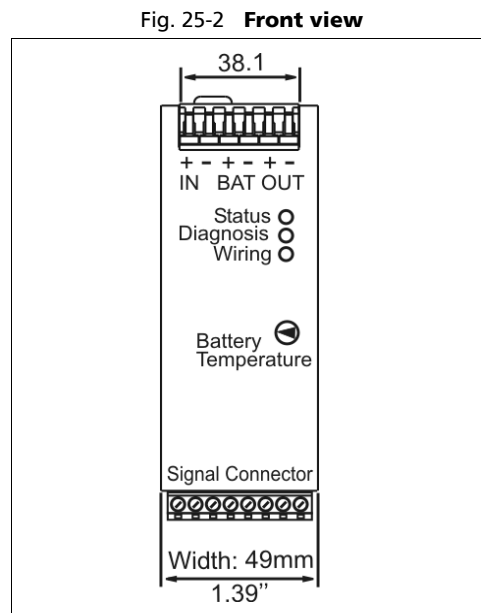 Fig. 25-2 Front view
38.1
+ - + - + -
IN BAT OUT
Status
Diagnosis
Wiring
Battery
Temperature
Signal Connector
Width: 49mm
1.39’’